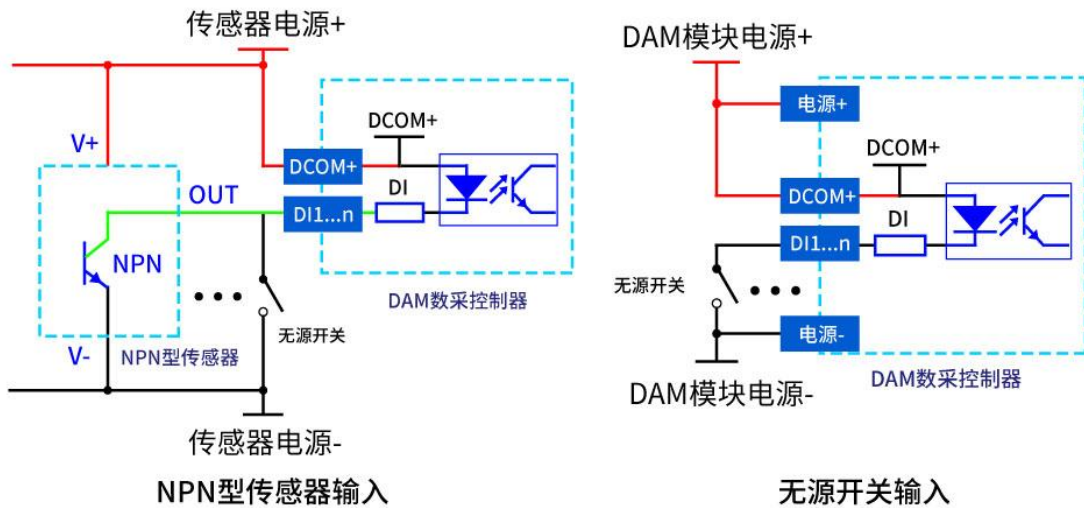 传感器电源+
V+
OUT
NPN
V-
NPN型传感器
DCOM+
DCOM+
DI
DI1...n
无源开关
DAM数采控制器
传感器电源-
NPN型传感器输入
DAM模块电源+
电源+
DCOM+
DCOM+
DI
DI1...n
无源开关
电源-
DAM数采控制器
DAM模块电源-
无源开关输入